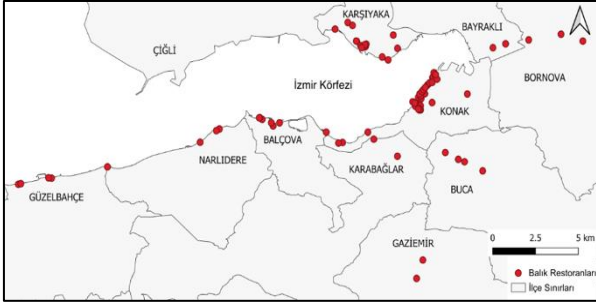 KARŞIYAKA
BAYRAKLI
ÇİĞLİ
BORNOVA
İzmir Körfezi
KONAK
BALÇOVA
NARLIDERE
KARABAĞLAR
GÜZELBAHÇE
BUCA
GAZİEMİR
0 2.5 5 km
Balık Restoranları
İlçe Sınırları